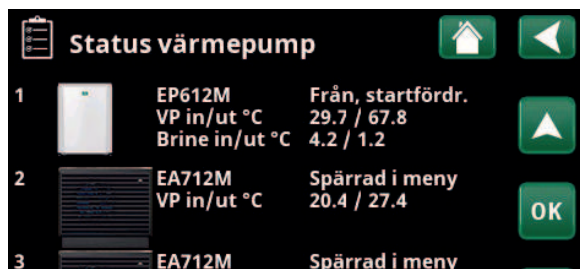 Status värmepump
1 EP612M Från, startfördr.
VP in/ut °C 29.7 / 67.8
Brine in/ut °C 4.2 / 1.2
2 EA712M Spärrad i meny
VP in/ut °C 20.4 / 27.4
OK
3 EA712M Spärrad i meny